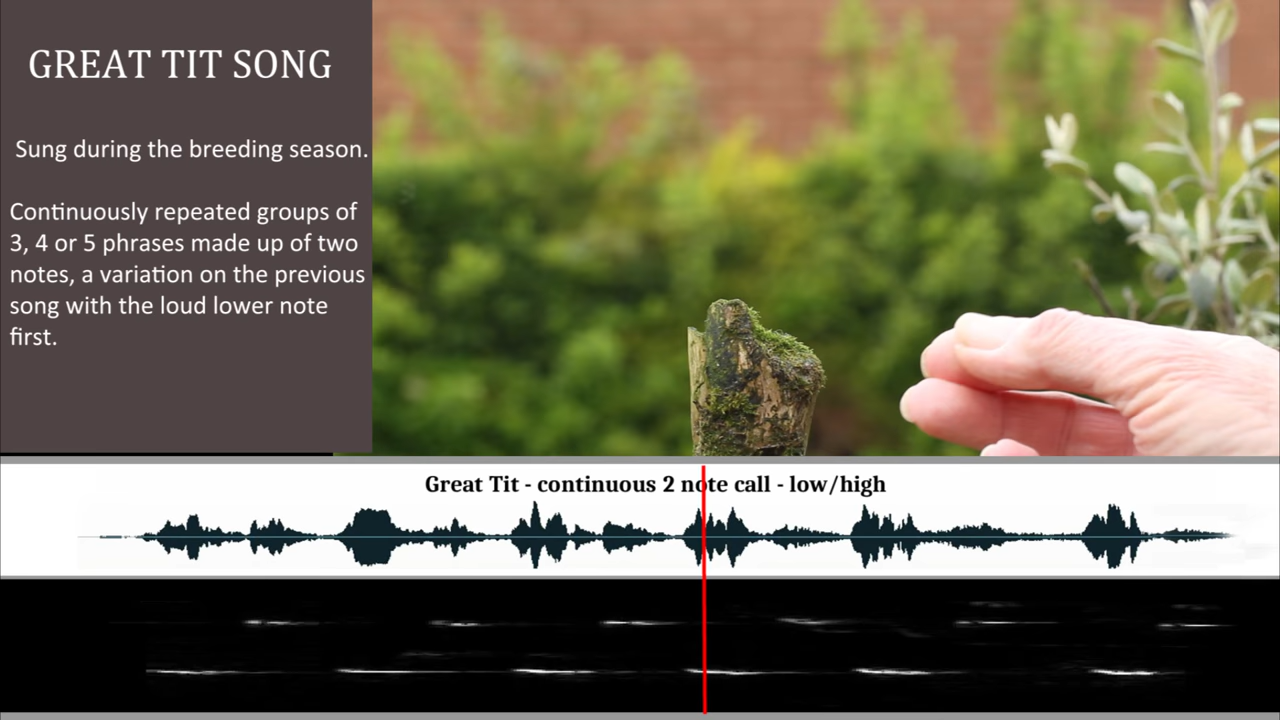 GREAT TIT SONG
Sung during the breeding season.
Continuously repeated groups of
3, 4 or 5 phrases made up of two
notes, a variation on the previous
song with the loud lower note
first.
Great Tit - continuous 2 note call - low/high